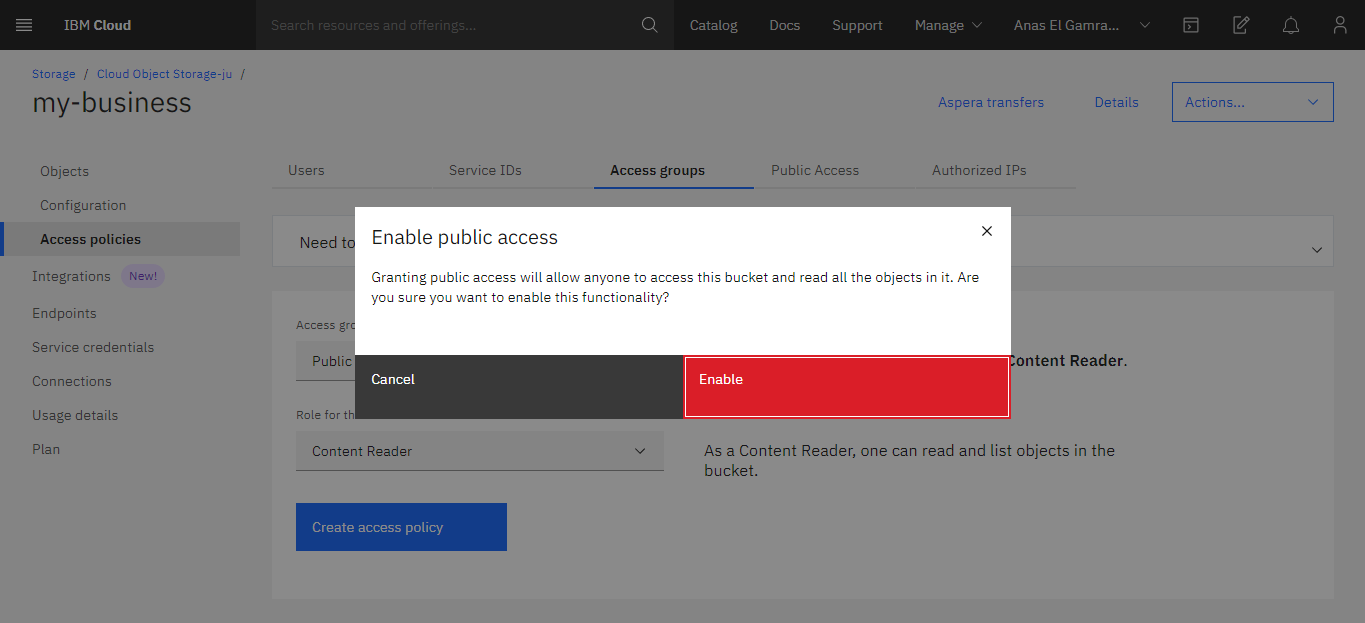 IBM Cloud
Search resources and offerings...
Catalog
Docs
Support
Manage
Anas El Gamra...
Storage / Cloud Object Storage-ju /
my-business
Aspera transfers
Details
Actions...
Objects
Configuration
Access policies
Integrations New!
Endpoints
Service credentials
Connections
Usage details
Plan
Users
Service IDs
Access groups
Public Access
Authorized IPs
Need to
Enable public access
Granting public access will allow anyone to access this bucket and read all the objects in it. Are
you sure you want to enable this functionality?
Cancel
Enable
Access gro
Public
Content Reader.
Role for th
Content Reader
As a Content Reader, one can read and list objects in the
bucket.
Create access policy